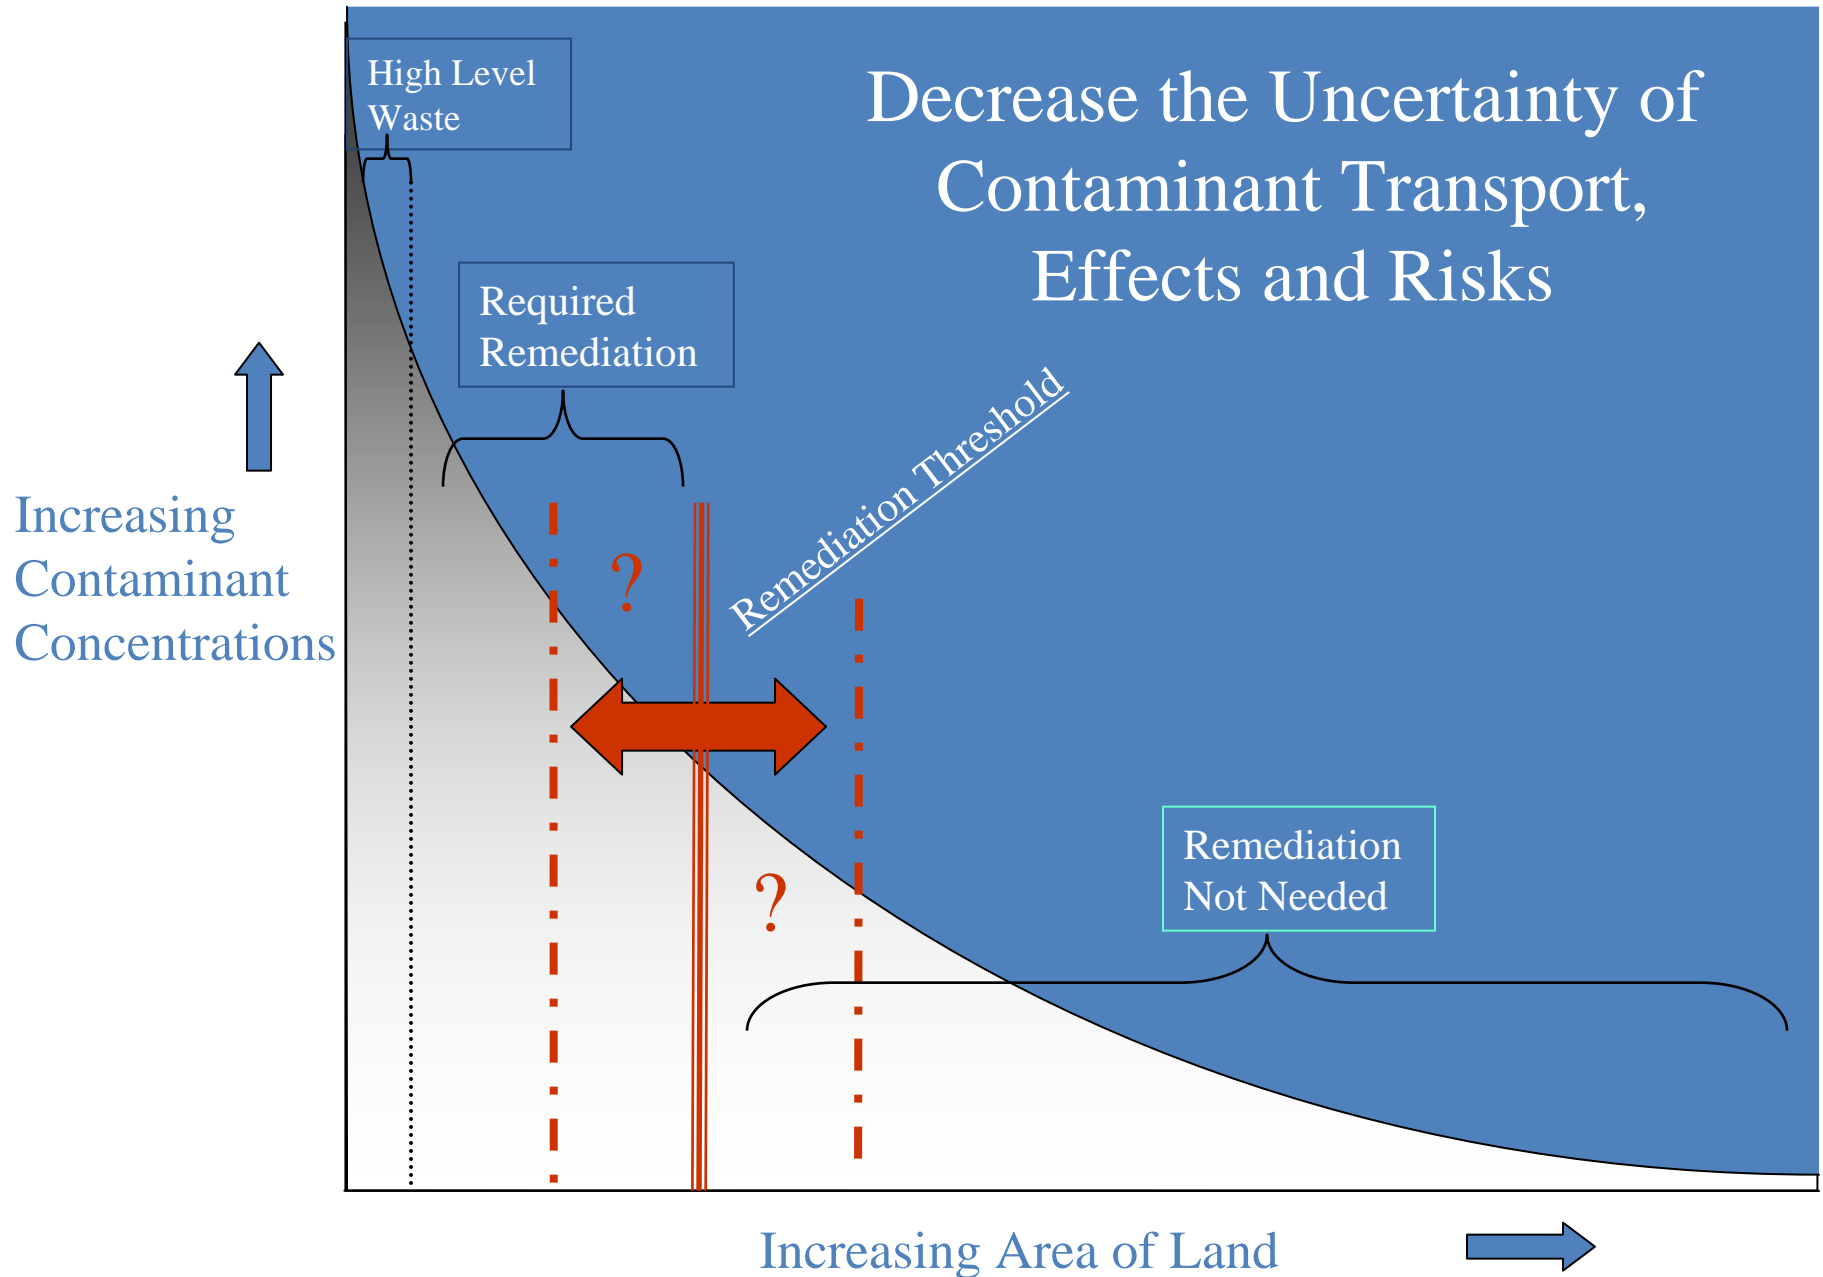 High Level
Waste
Decrease the Uncertainty of
Contaminant Transport,
Effects and Risks
Required
Remediation
Remediation Threshold
Increasing
Contaminant
Concentrations
?
?
Remediation
Not Needed
Increasing Area of Land